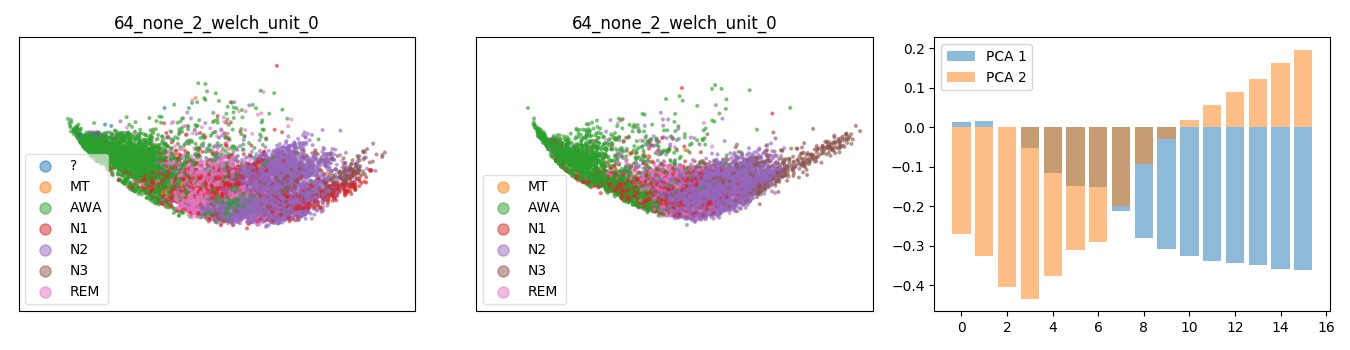 64_none_2_welch_unit_0
?
MT
AWA
N1
N2
N3
REM
64_none_2_welch_unit_0
MT
AWA
N1
N2
N3
REM
PCA 1
PCA 2
0.2
0.1
0.0
−0.1
−0.2
−0.3
−0.4
0 2 4 6 8 10 12 14 16